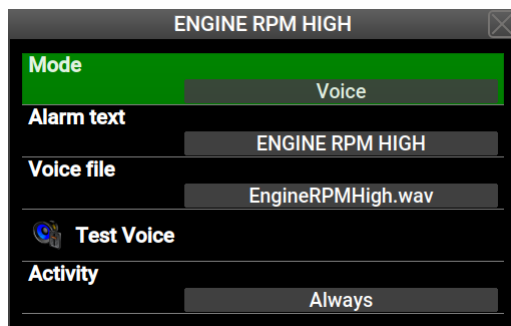 ENGINE RPM HIGH
Mode
Voice
Alarm text
ENGINE RPM HIGH
Voice file
EngineRPMHigh.wav
Test Voice
Activity
Always